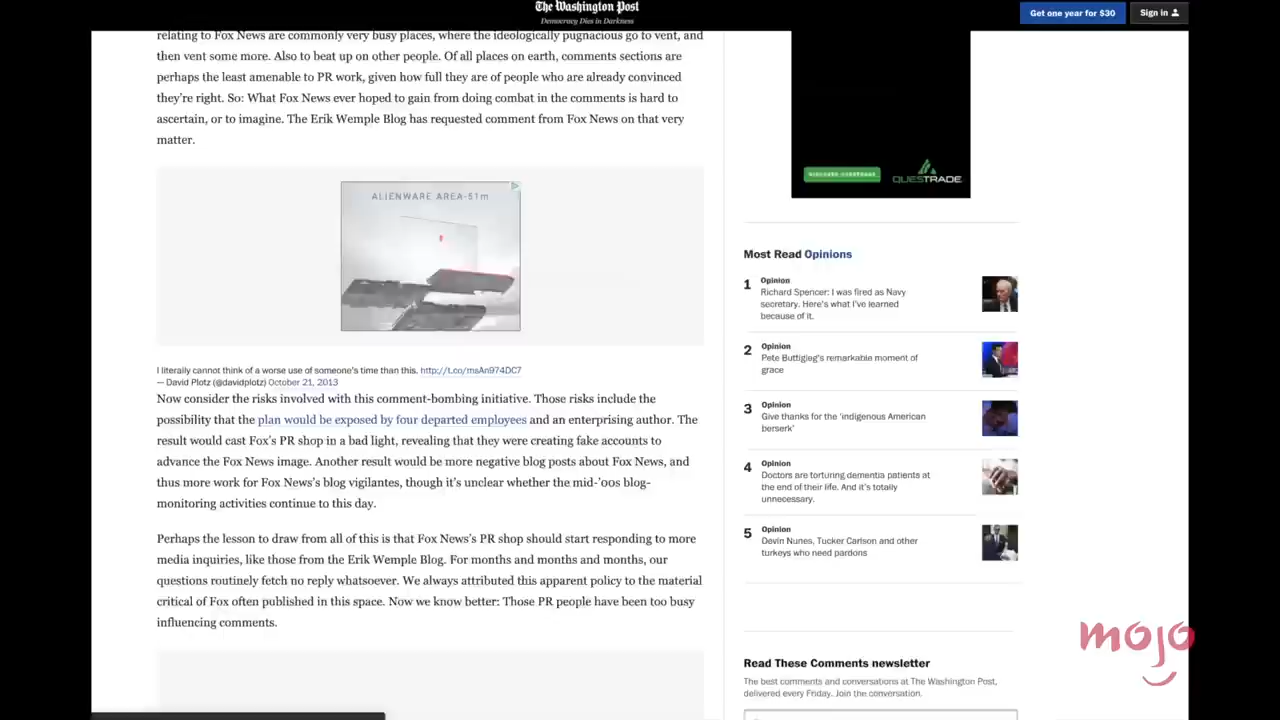 The Washington Post
Democracy Dies in Darkness
Get one year for $30
Sign in
relating to Fox News are commonly very busy places, where the ideologically pugnacious go to vent, and
then vent some more. Also to beat up on other people. Of all places on earth, comments sections are
perhaps the least amenable to PR work, given how full they are of people who are already convinced
they're right. So: What Fox News ever hoped to gain from doing combat in the comments is hard to
ascertain, or to imagine. The Erik Wemple Blog has requested comment from Fox News on that very
matter.
ALIENWARE AREA-51m
I literally cannot think of a worse use of someone's time than this. http://t.co/msAn974DC7
— David Plotz (@davidplotz) October 21, 2013
Now consider the risks involved with this comment-bombing initiative. Those risks include the
possibility that the plan would be exposed by four departed employees and an enterprising author. The
result would cast Fox's PR shop in a bad light, revealing that they were creating fake accounts to
advance the Fox News image. Another result would be more negative blog posts about Fox News, and
thus more work for Fox News's blog vigilantes, though it's unclear whether the mid-'00s blog-
monitoring activities continue to this day.
Perhaps the lesson to draw from all of this is that Fox News's PR shop should start responding to more
media inquiries, like those from the Erik Wemple Blog. For months and months and months, our
questions routinely fetch no reply whatsoever. We always attributed this apparent policy to the material
critical of Fox often published in this space. Now we know better: Those PR people have been too busy
influencing comments.
QUESTRADE
Most Read Opinions
1
Opinion
Richard Spencer: I was fired as Navy
secretary. Here's what I've learned
because of it.
2
Opinion
Pete Buttigieg's remarkable moment of
grace
3
Opinion
Give thanks for the 'indigenous American
berserk'
4
Opinion
Doctors are torturing dementia patients at
the end of their life. And it's totally
unnecessary.
5
Opinion
Devin Nunes, Tucker Carlson and other
turkeys who need pardons
Read These Comments newsletter
The best comments and conversations at The Washington Post,
delivered every Friday. Join the conversation.
mojo